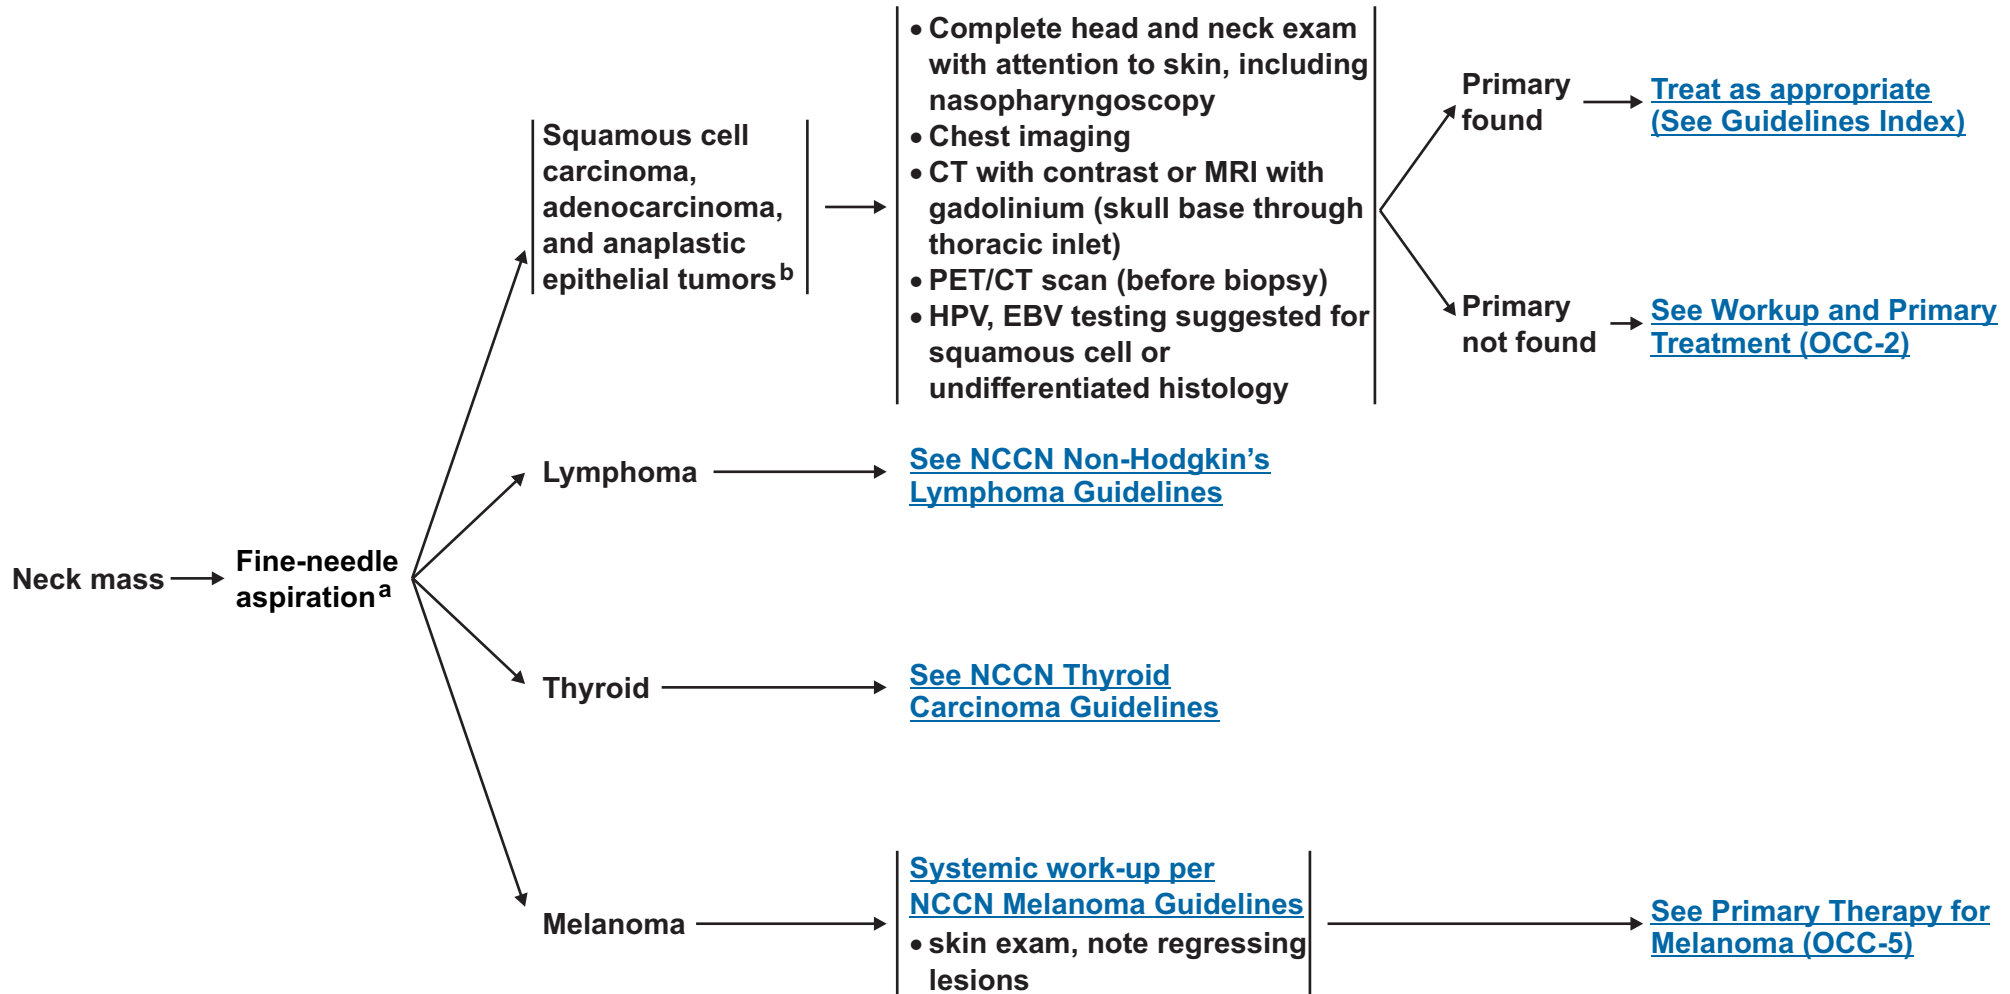 Neck mass
Fine-needle
aspiration a
Squamous cell
carcinoma,
adenocarcinoma,
and anaplastic
epithelial tumors b
• Complete head and neck exam
with attention to skin, including
nasopharyngoscopy
• Chest imaging
• CT with contrast or MRI with
gadolinium (skull base through
thoracic inlet)
• PET/CT scan (before biopsy)
• HPV, EBV testing suggested for
squamous cell or
undifferentiated histology
Primary
found
Treat as appropriate
(See Guidelines Index)
Primary
not found
See Workup and Primary
Treatment (OCC-2)
Lymphoma
See NCCN Non-Hodgkin’s
Lymphoma Guidelines
Thyroid
See NCCN Thyroid
Carcinoma Guidelines
Melanoma
Systemic work-up per
NCCN Melanoma Guidelines
• skin exam, note regressing
lesions
See Primary Therapy for
Melanoma (OCC-5)